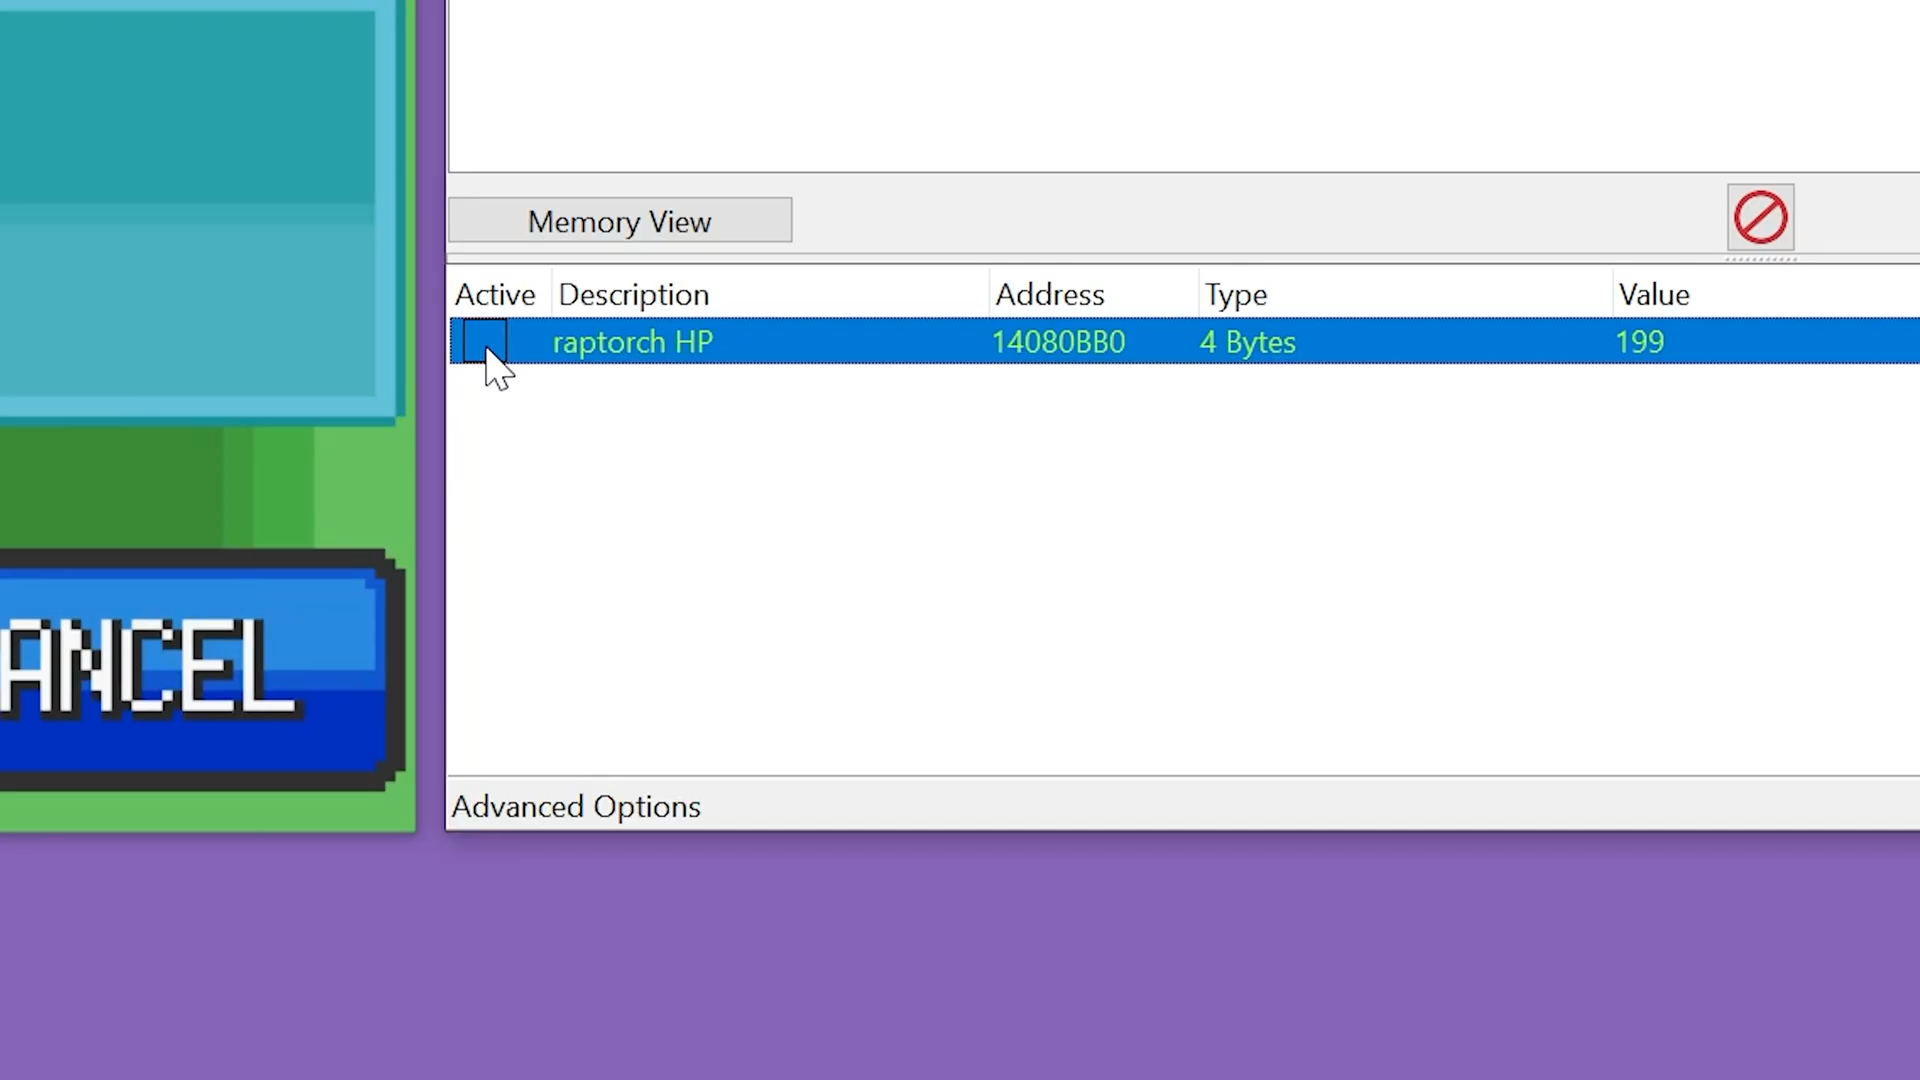 Memory View
Active Description Address Type Value
raptorch HP 14080BB0 4 Bytes 199
ANCEL
Advanced Options